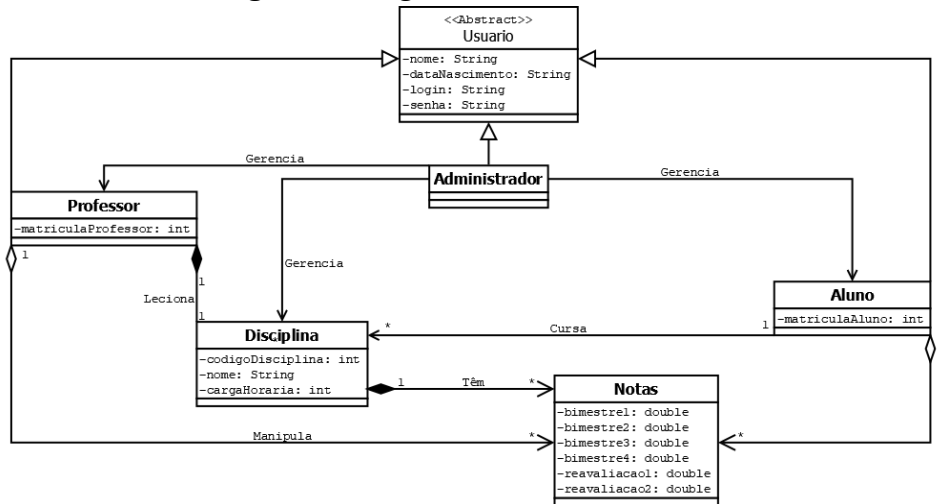 <<Abstract>>
Usuario
-nome: String
-dataNascimento: String
-login: String
-senha: String
Gerencia
Administrador
Gerencia
Professor
-matriculaProfessor: int
1
1
Gerencia
Leciona
1
Aluno
-matriculaAluno: int
Disciplina
-codigoDisciplina: int
-nome: String
-cargaHoraria: int
*
Cursa
1
1
Têm
*
Notas
-bimestre1: double
-bimestre2: double
-bimestre3: double
-bimestre4: double
-reavaliacao1: double
-reavaliacao2: double
Manipula
*
*